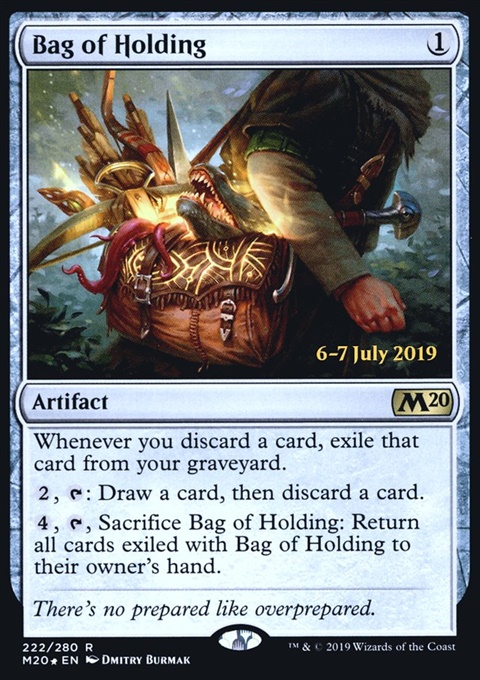 Bag of Holding 1
6–7 July 2019
Artifact M20
Whenever you discard a card, exile that
card from your graveyard.
2, : Draw a card, then discard a card.
4, , Sacrifice Bag of Holding: Return
all cards exiled with Bag of Holding to
their owner's hand.
There's no prepared like overprepared.
222/280 R
M20★EN Dmitry Burmak
™ & © 2019 Wizards of the Coast